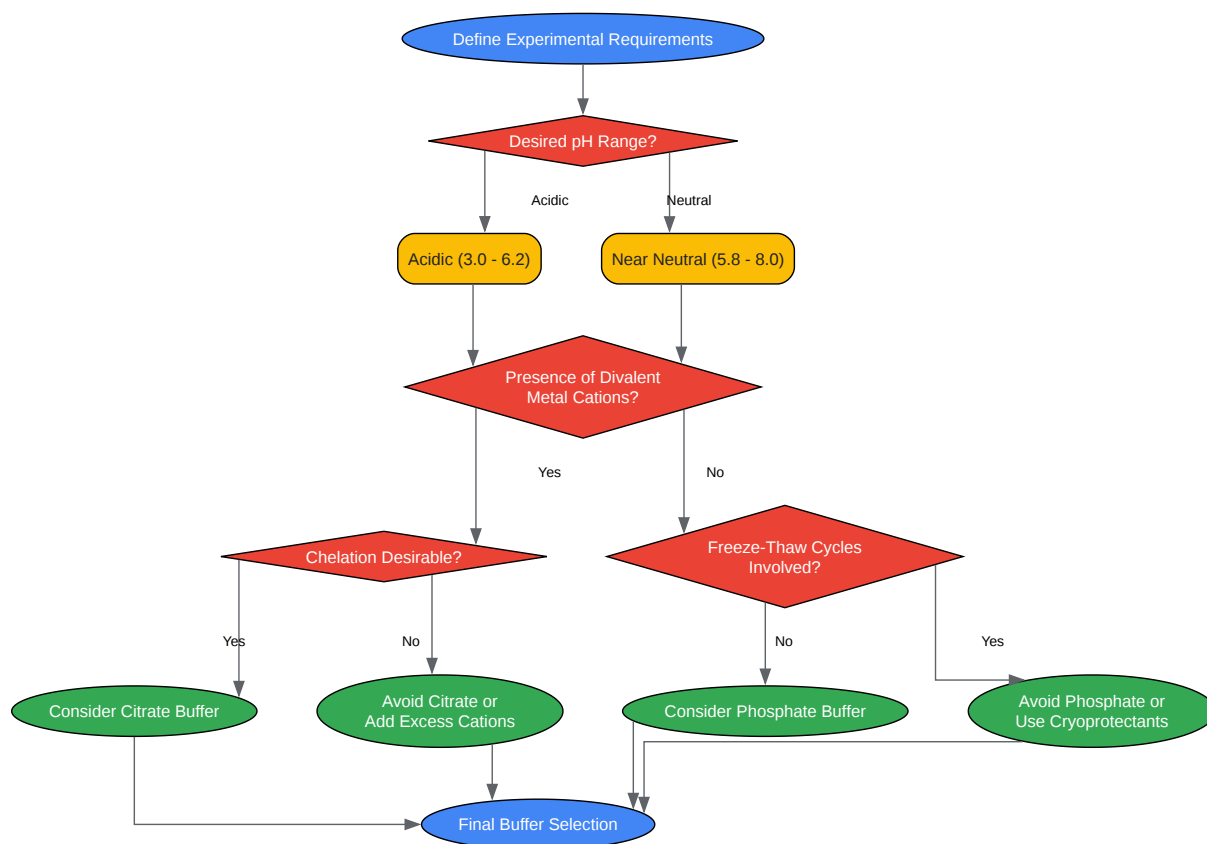 Define Experimental Requirements
Desired pH Range?
Acidic
Neutral
Acidic (3.0 - 6.2)
Near Neutral (5.8 - 8.0)
Presence of Divalent
Metal Cations?
Yes
No
Chelation Desirable?
Freeze-Thaw Cycles
Involved?
Yes
No
No
Yes
Consider Citrate Buffer
Avoid Citrate or
Add Excess Cations
Consider Phosphate Buffer
Avoid Phosphate or
Use Cryoprotectants
Final Buffer Selection